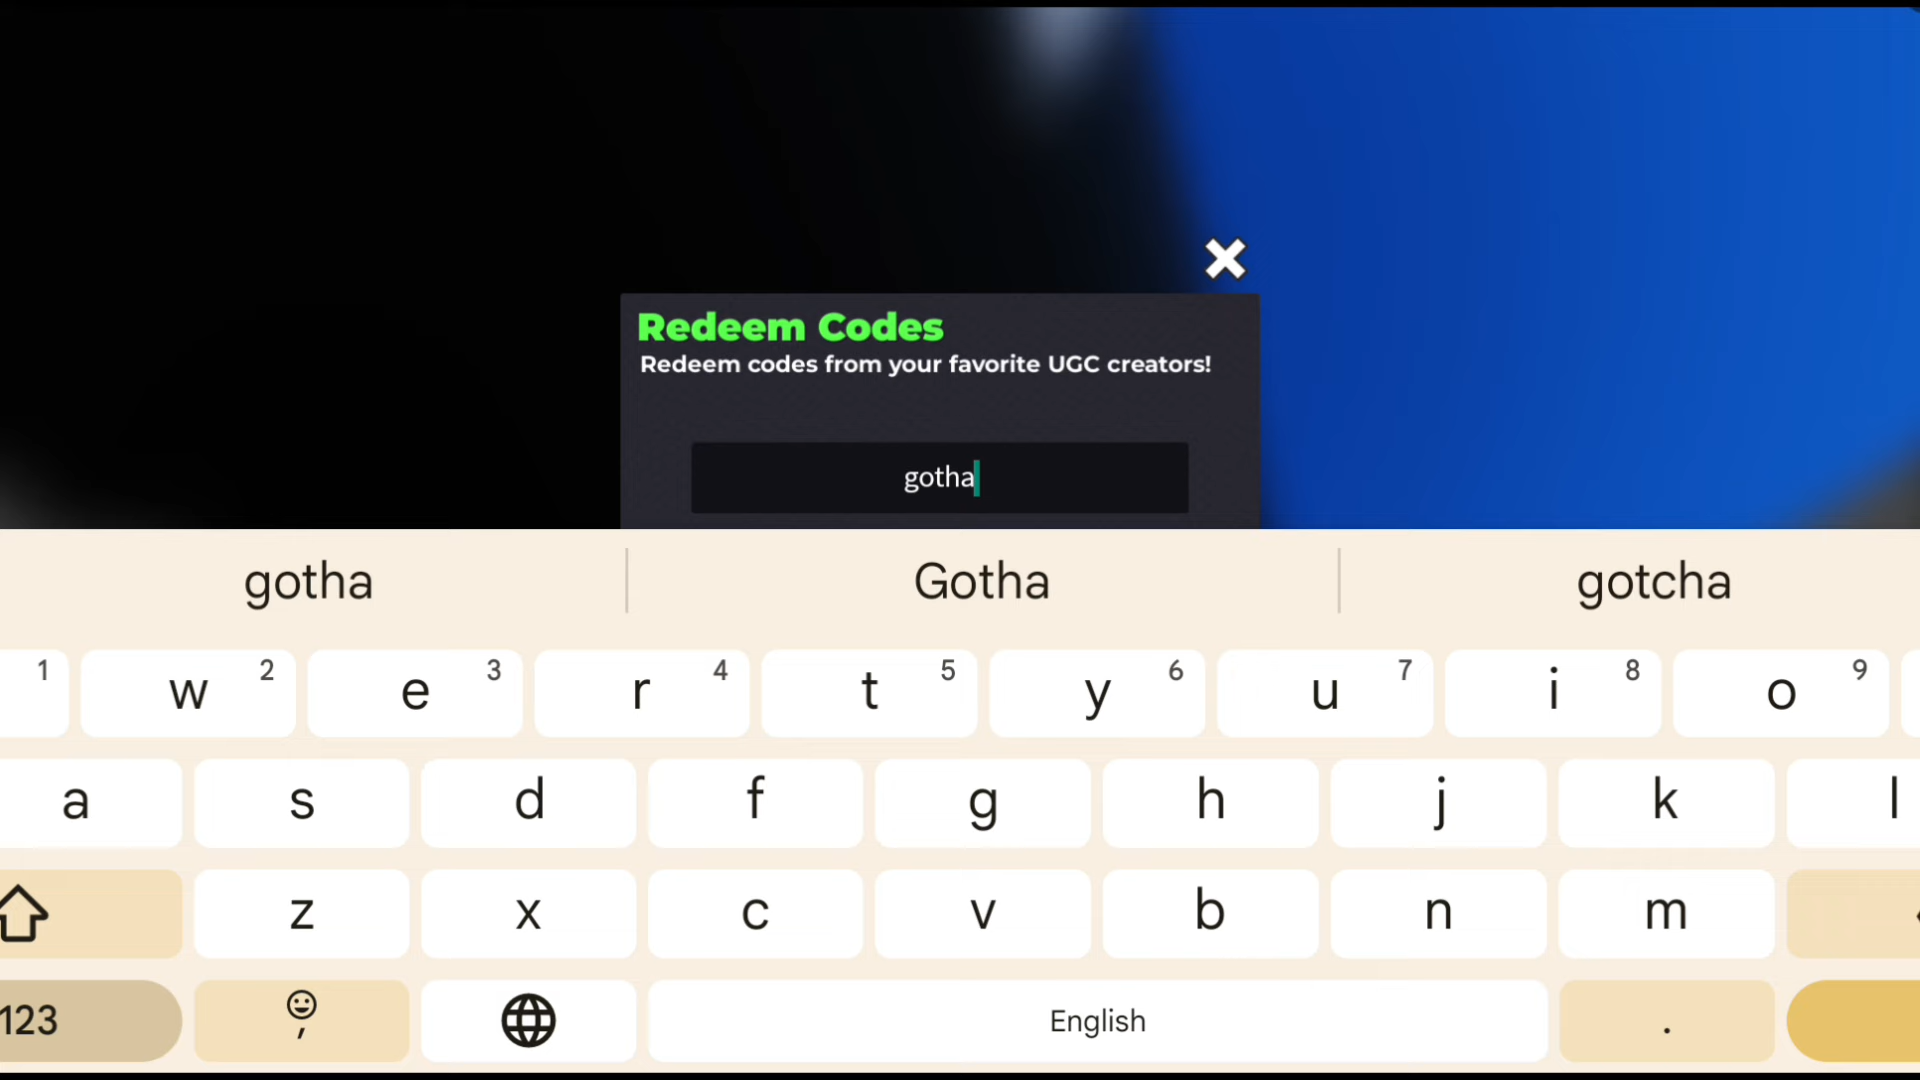 Redeem Codes
Redeem codes from your favorite UGC creators!
gotha
gotha Gotha gotcha
1 w 2 e 3 r 4 t 5 y 6 u 7 i 8 o 9
a s d f g h j k l
z x c v b n m
123 , English .